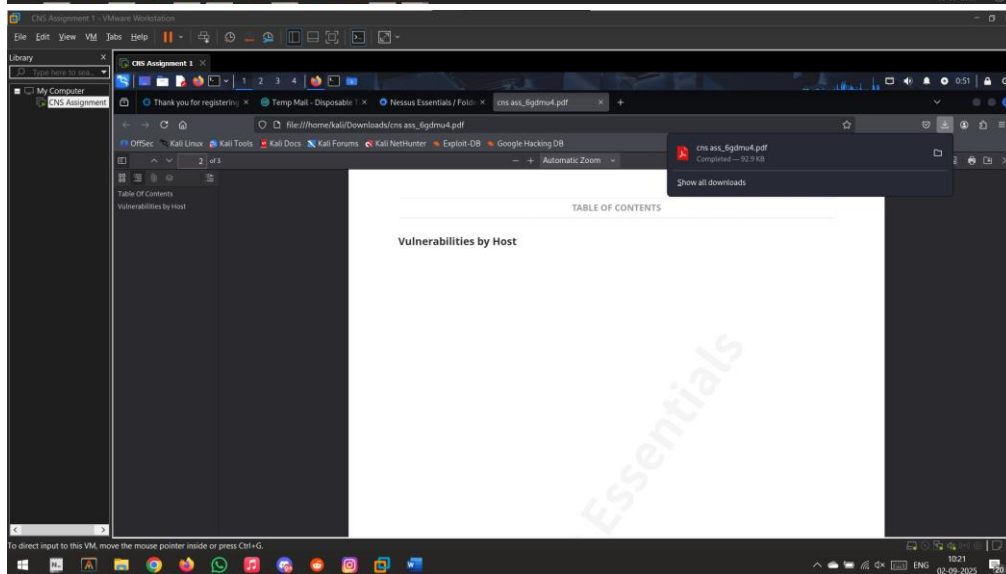 CNS Assignment 1 - VMware Workstation
File Edit View VM Tabs Help
Library
Type here to sea...
My Computer
CNS Assignment
CNS Assignment 1
1 2 3 4
0:51
Thank you for registering
Temp Mail - Disposable T
Nessus Essentials / Folde
cns ass_6gdmu4.pdf
file:///home/kali/Downloads/cns ass_6gdmu4.pdf
OffSec Kali Linux Kali Tools Kali Docs Kali Forums Kali NetHunter Exploit-DB Google Hacking DB
2 of 3
Automatic Zoom
cns ass_6gdmu4.pdf
Completed — 92.9 KB
Show all downloads
Table Of Contents
Vulnerabilities by Host
TABLE OF CONTENTS
Vulnerabilities by Host
Essentials
To direct input to this VM, move the mouse pointer inside or press Ctrl+G.
ENG
10:21
02-09-2025